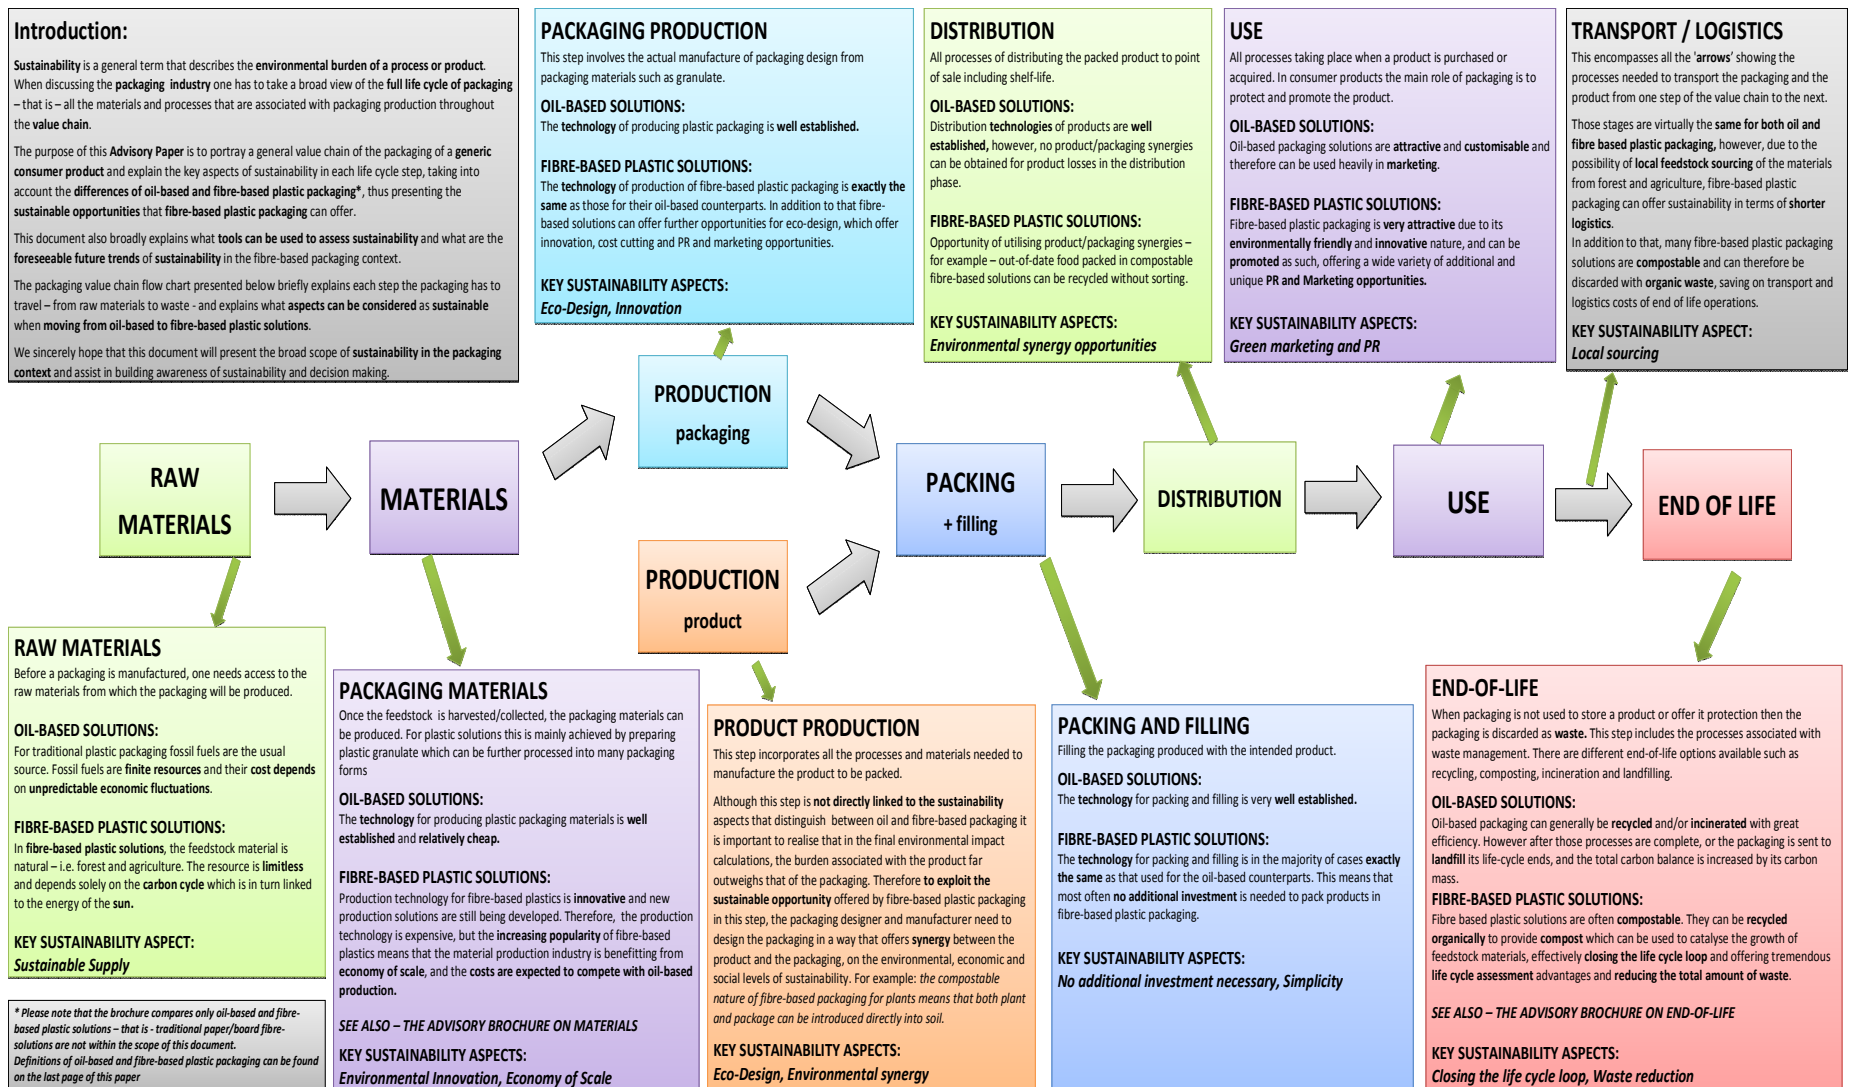 Introduction:
Sustainability is a general term that describes the environmental burden of a process or product.
When discussing the packaging industry one has to take a broad view of the full life cycle of packaging
– that is – all the materials and processes that are associated with packaging production throughout
the value chain.
The purpose of this Advisory Paper is to portray a general value chain of the packaging of a generic
consumer product and explain the key aspects of sustainability in each life cycle step, taking into
account the differences of oil-based and fibre-based plastic packaging*, thus presenting the
sustainable opportunities that fibre-based plastic packaging can offer.
This document also broadly explains what tools can be used to assess sustainability and what are the
foreseeable future trends of sustainability in the fibre-based packaging context.
The packaging value chain flow chart presented below briefly explains each step the packaging has to
travel – from raw materials to waste - and explains what aspects can be considered as sustainable
when moving from oil-based to fibre-based plastic solutions.
We sincerely hope that this document will present the broad scope of sustainability in the packaging
context and assist in building awareness of sustainability and decision making.
PACKAGING PRODUCTION
This step involves the actual manufacture of packaging design from
packaging materials such as granulate.
OIL-BASED SOLUTIONS:
The technology of producing plastic packaging is well established.
FIBRE-BASED PLASTIC SOLUTIONS:
The technology of production of fibre-based plastic packaging is exactly the
same as those for their oil-based counterparts. In addition to that fibre-
based solutions can offer further opportunities for eco-design, which offer
innovation, cost cutting and PR and marketing opportunities.
KEY SUSTAINABILITY ASPECTS:
Eco-Design, Innovation
DISTRIBUTION
All processes of distributing the packed product to point
of sale including shelf-life.
OIL-BASED SOLUTIONS:
Distribution technologies of products are well
established, however, no product/packaging synergies
can be obtained for product losses in the distribution
phase.
FIBRE-BASED PLASTIC SOLUTIONS:
Opportunity of utilising product/packaging synergies –
for example – out-of-date food packed in compostable
fibre-based solutions can be recycled without sorting.
KEY SUSTAINABILITY ASPECTS:
Environmental synergy opportunities
USE
All processes taking place when a product is purchased or
acquired. In consumer products the main role of packaging is to
protect and promote the product.
OIL-BASED SOLUTIONS:
Oil-based packaging solutions are attractive and customisable and
therefore can be used heavily in marketing.
FIBRE-BASED PLASTIC SOLUTIONS:
Fibre-based plastic packaging is very attractive due to its
environmentally friendly and innovative nature, and can be
promoted as such, offering a wide variety of additional and
unique PR and Marketing opportunities.
KEY SUSTAINABILITY ASPECTS:
Green marketing and PR
TRANSPORT / LOGISTICS
This encompasses all the 'arrows' showing the
processes needed to transport the packaging and the
product from one step of the value chain to the next.
Those stages are virtually the same for both oil and
fibre based plastic packaging, however, due to the
possibility of local feedstock sourcing of the materials
from forest and agriculture, fibre-based plastic
packaging can offer sustainability in terms of shorter
logistics.
In addition to that, many fibre-based plastic packaging
solutions are compostable and can therefore be
discarded with organic waste, saving on transport and
logistics costs of end of life operations.
KEY SUSTAINABILITY ASPECT:
Local sourcing
RAW
MATERIALS
MATERIALS
PRODUCTION
packaging
PRODUCTION
product
PACKING
+ filling
DISTRIBUTION
USE
END OF LIFE
RAW MATERIALS
Before a packaging is manufactured, one needs access to the
raw materials from which the packaging will be produced.
OIL-BASED SOLUTIONS:
For traditional plastic packaging fossil fuels are the usual
source. Fossil fuels are finite resources and their cost depends
on unpredictable economic fluctuations.
FIBRE-BASED PLASTIC SOLUTIONS:
In fibre-based plastic solutions, the feedstock material is
natural – i.e. forest and agriculture. The resource is limitless
and depends solely on the carbon cycle which is in turn linked
to the energy of the sun.
KEY SUSTAINABILITY ASPECT:
Sustainable Supply
* Please note that the brochure compares only oil-based and fibre-
based plastic solutions – that is - traditional paper/board fibre-
solutions are not within the scope of this document.
Definitions of oil-based and fibre-based plastic packaging can be found
on the last page of this paper
PACKAGING MATERIALS
Once the feedstock is harvested/collected, the packaging materials can
be produced. For plastic solutions this is mainly achieved by preparing
plastic granulate which can be further processed into many packaging
forms
OIL-BASED SOLUTIONS:
The technology for producing plastic packaging materials is well
established and relatively cheap.
FIBRE-BASED PLASTIC SOLUTIONS:
Production technology for fibre-based plastics is innovative and new
production solutions are still being developed. Therefore, the production
technology is expensive, but the increasing popularity of fibre-based
plastics means that the material production industry is benefitting from
economy of scale, and the costs are expected to compete with oil-based
production.
SEE ALSO – THE ADVISORY BROCHURE ON MATERIALS
KEY SUSTAINABILITY ASPECTS:
Environmental Innovation, Economy of Scale
PRODUCT PRODUCTION
This step incorporates all the processes and materials needed to
manufacture the product to be packed.
Although this step is not directly linked to the sustainability
aspects that distinguish between oil and fibre-based packaging it
is important to realise that in the final environmental impact
calculations, the burden associated with the product far
outweighs that of the packaging. Therefore to exploit the
sustainable opportunity offered by fibre-based plastic packaging
in this step, the packaging designer and manufacturer need to
design the packaging in a way that offers synergy between the
product and the packaging, on the environmental, economic and
social levels of sustainability. For example: the compostable
nature of fibre-based packaging for plants means that both plant
and package can be introduced directly into soil.
KEY SUSTAINABILITY ASPECTS:
Eco-Design, Environmental synergy
PACKING AND FILLING
Filling the packaging produced with the intended product.
OIL-BASED SOLUTIONS:
The technology for packing and filling is very well established.
FIBRE-BASED PLASTIC SOLUTIONS:
The technology for packing and filling is in the majority of cases exactly
the same as that used for the oil-based counterparts. This means that
most often no additional investment is needed to pack products in
fibre-based plastic packaging.
KEY SUSTAINABILITY ASPECTS:
No additional investment necessary, Simplicity
END-OF-LIFE
When packaging is not used to store a product or offer it protection then the
packaging is discarded as waste. This step includes the processes associated with
waste management. There are different end-of-life options available such as
recycling, composting, incineration and landfilling.
OIL-BASED SOLUTIONS:
Oil-based packaging can generally be recycled and/or incinerated with great
efficiency. However after those processes are complete, or the packaging is sent to
landfill its life-cycle ends, and the total carbon balance is increased by its carbon
mass.
FIBRE-BASED PLASTIC SOLUTIONS:
Fibre based plastic solutions are often compostable. They can be recycled
organically to provide compost which can be used to catalyse the growth of
feedstock materials, effectively closing the life cycle loop and offering tremendous
life cycle assessment advantages and reducing the total amount of waste.
SEE ALSO – THE ADVISORY BROCHURE ON END-OF-LIFE
KEY SUSTAINABILITY ASPECTS:
Closing the life cycle loop, Waste reduction